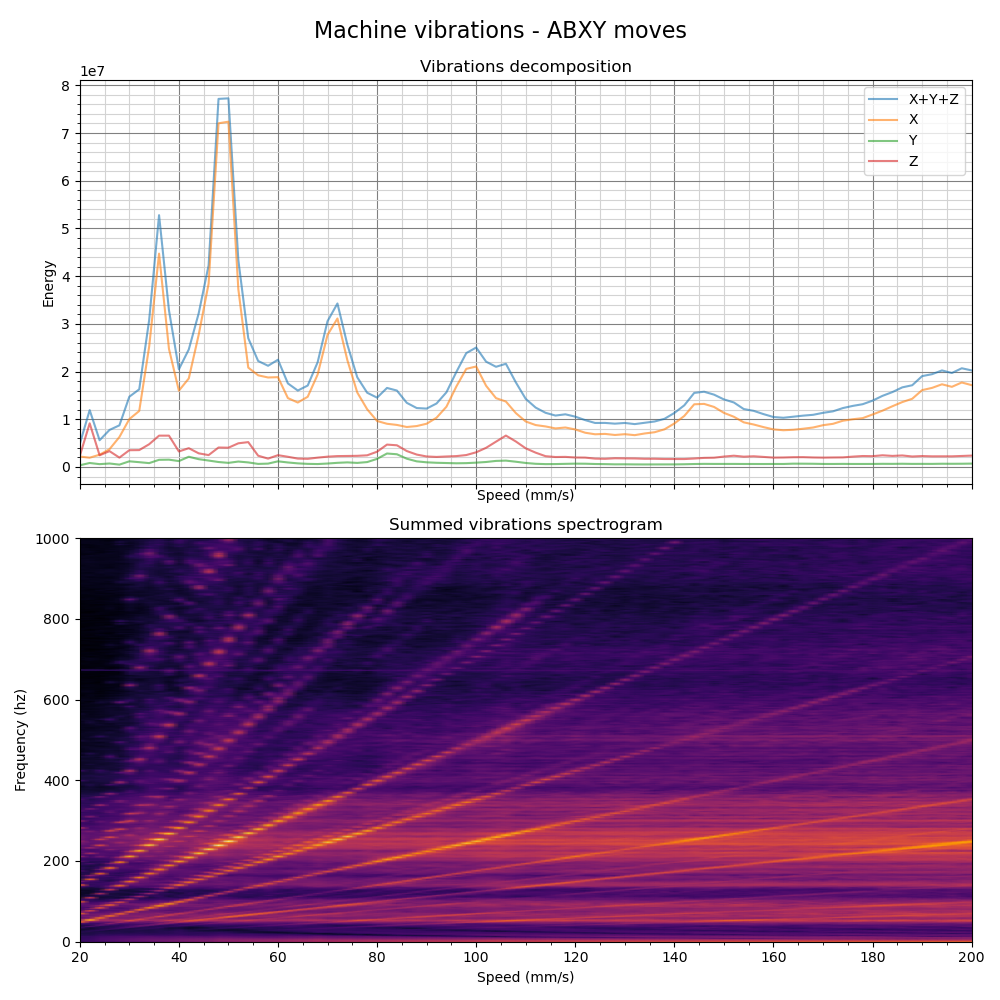 Machine vibrations - ABXY moves
Vibrations decomposition
1e7
8
7
6
5
4
3
2
1
0
Energy
X+Y+Z
X
Y
Z
Speed (mm/s)
Summed vibrations spectrogram
1000
800
600
400
200
0
Frequency (hz)
20 40 60 80 100 120 140 160 180 200
Speed (mm/s)